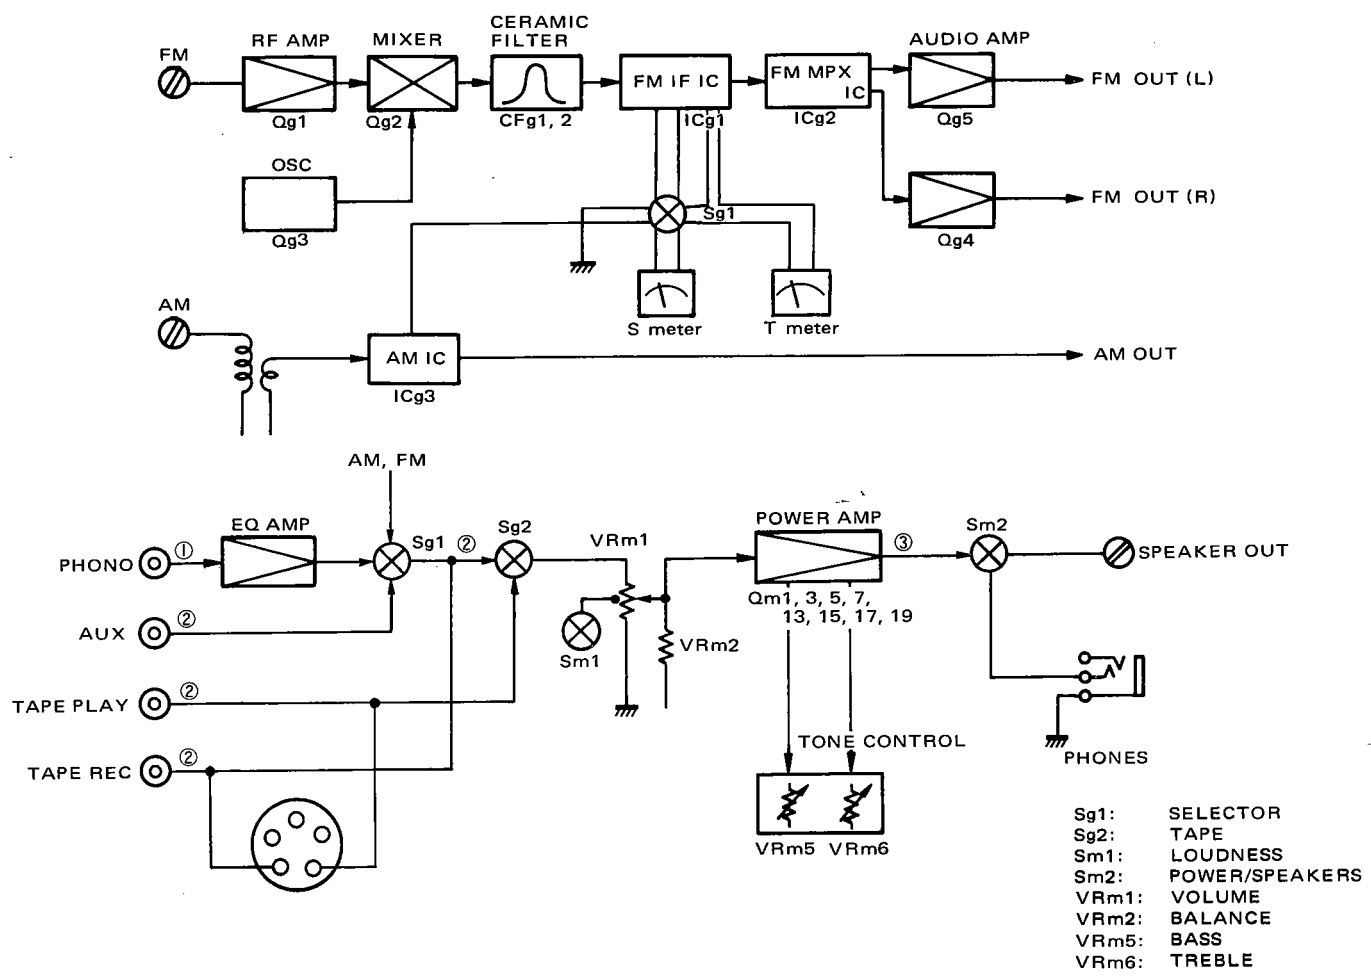 CERAMIC
FILTER
FM
RF AMP
MIXER
AUDIO AMP
FM IF IC
FM MPX
IC
FM OUT (L)
Qg1
Qg2
CFg1, 2
ICg1
ICg2
Qg5
OSC
Qg3
Sg1
FM OUT (R)
Qg4
AM
S meter
T meter
AM IC
AM OUT
ICg3
AM, FM
EQ AMP
Sg1
Sg2
VRm1
POWER AMP
Sm2
PHONO
①
②
③
SPEAKER OUT
Qm1, 3, 5, 7,
13, 15, 17, 19
AUX
②
Sm1
VRm2
TAPE PLAY
②
TONE CONTROL
PHONES
TAPE REC
②
VRm5
VRm6
Sg1: SELECTOR
Sg2: TAPE
Sm1: LOUDNESS
Sm2: POWER/SPEAKERS
VRm1: VOLUME
VRm2: BALANCE
VRm5: BASS
VRm6: TREBLE